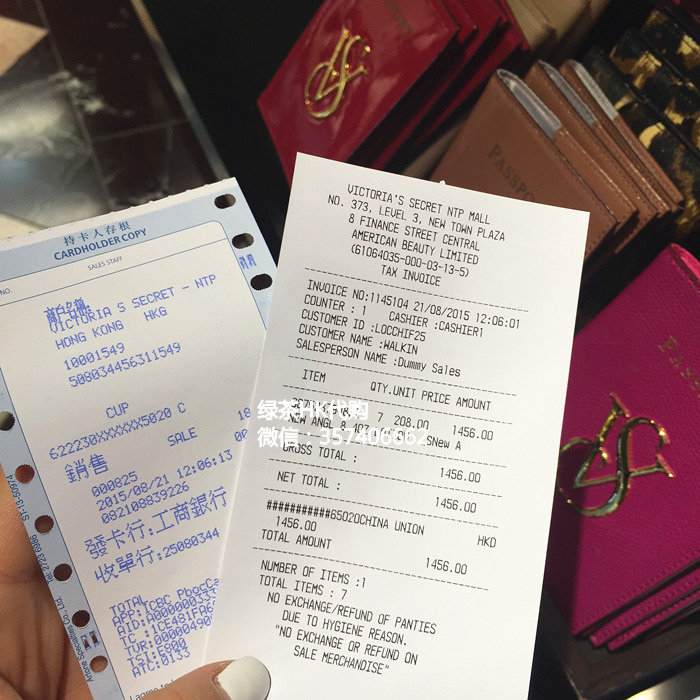 持卡人存根
CARDHOLDER COPY
SALES STAFF
NO.
VICTORIA S SECRET - NTP
HONG KONG HKG
10001549
508034456311549
CUP
622230XXXXXX5020 C
SALE
銷售
000825
2015/08/21 12:06:13
082108839226
發卡行:工商銀行
收單行:25080344
TOTAL
VICTORIA'S SECRET NTP MALL
NO. 373, LEVEL 3, NEW TOWN PLAZA
8 FINANCE STREET CENTRAL
AMERICAN BEAUTY LIMITED
(61064035-000-03-13-5)
TAX INVOICE
INVOICE NO:1145104 21/08/2015 12:06:01
COUNTER : 1 CASHIER :CASHIER1
CUSTOMER ID :LOCCHIF25
CUSTOMER NAME :WALKIN
SALESPERSON NAME :Dummy Sales
ITEM QTY.UNIT PRICE AMOUNT
7 208.00 1456.00
GROSS TOTAL : 1456.00
NET TOTAL : 1456.00
###########65020CHINA UNION HKD
1456.00
TOTAL AMOUNT 1456.00
NUMBER OF ITEMS :1
TOTAL ITEMS : 7
NO EXCHANGE/REFUND OF PANTIES
DUE TO HYGIENE REASON.
"NO EXCHANGE OR REFUND ON
SALE MERCHANDISE"
绿茶HK代购
微信：357406662